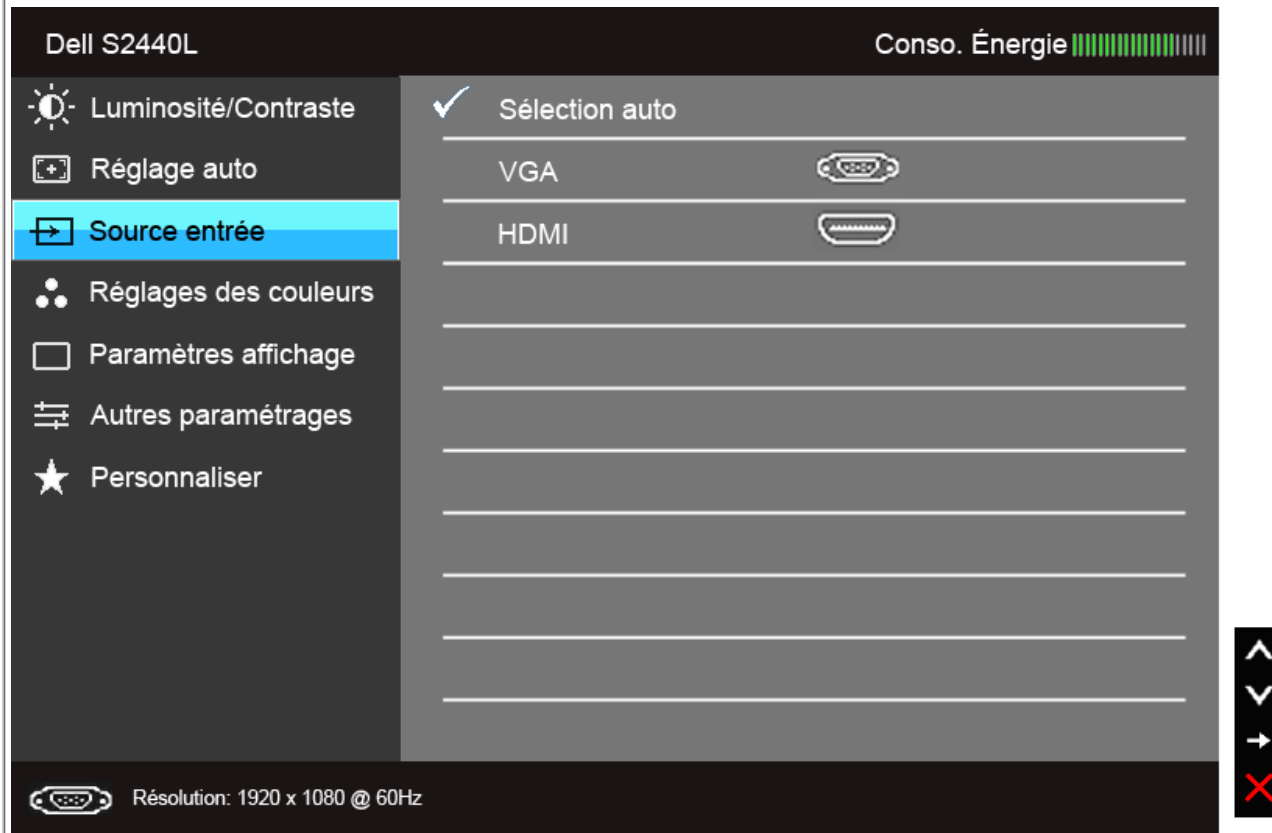 Dell S2440L
Conso. Énergie
Luminosité/Contraste
Réglage auto
Source entrée
Réglages des couleurs
Paramètres affichage
Autres paramétrages
Personnaliser
Sélection auto
VGA
HDMI
Résolution: 1920 x 1080 @ 60Hz